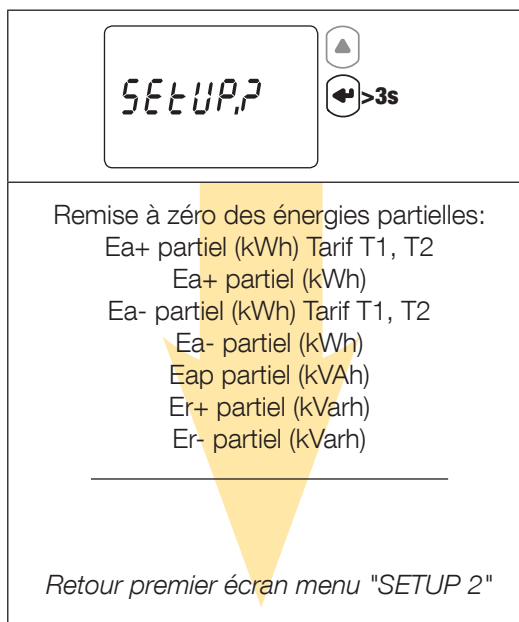 SEtUP.2
>3s
Remise à zéro des énergies partielles:
Ea+ partiel (kWh) Tarif T1, T2
Ea+ partiel (kWh)
Ea- partiel (kWh) Tarif T1, T2
Ea- partiel (kWh)
Eap partiel (kVAh)
Er+ partiel (kVarh)
Er- partiel (kVarh)
Retour premier écran menu "SETUP 2"